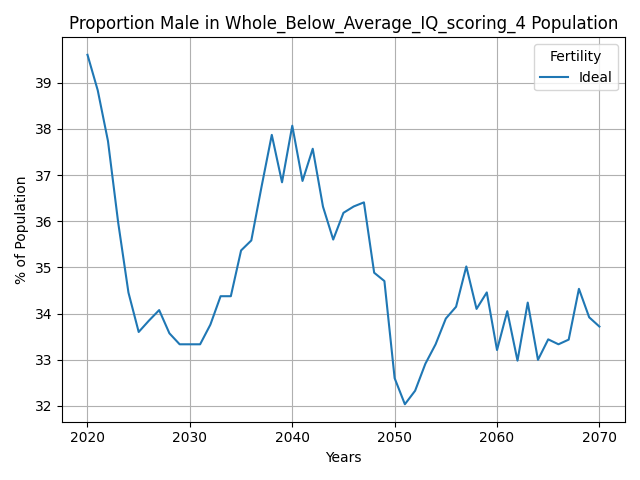 Proportion Male in Whole_Below_Average_IQ_scoring_4 Population
Fertility
Ideal
% of Population
39
38
37
36
35
34
33
32
2020 2030 2040 2050 2060 2070
Years